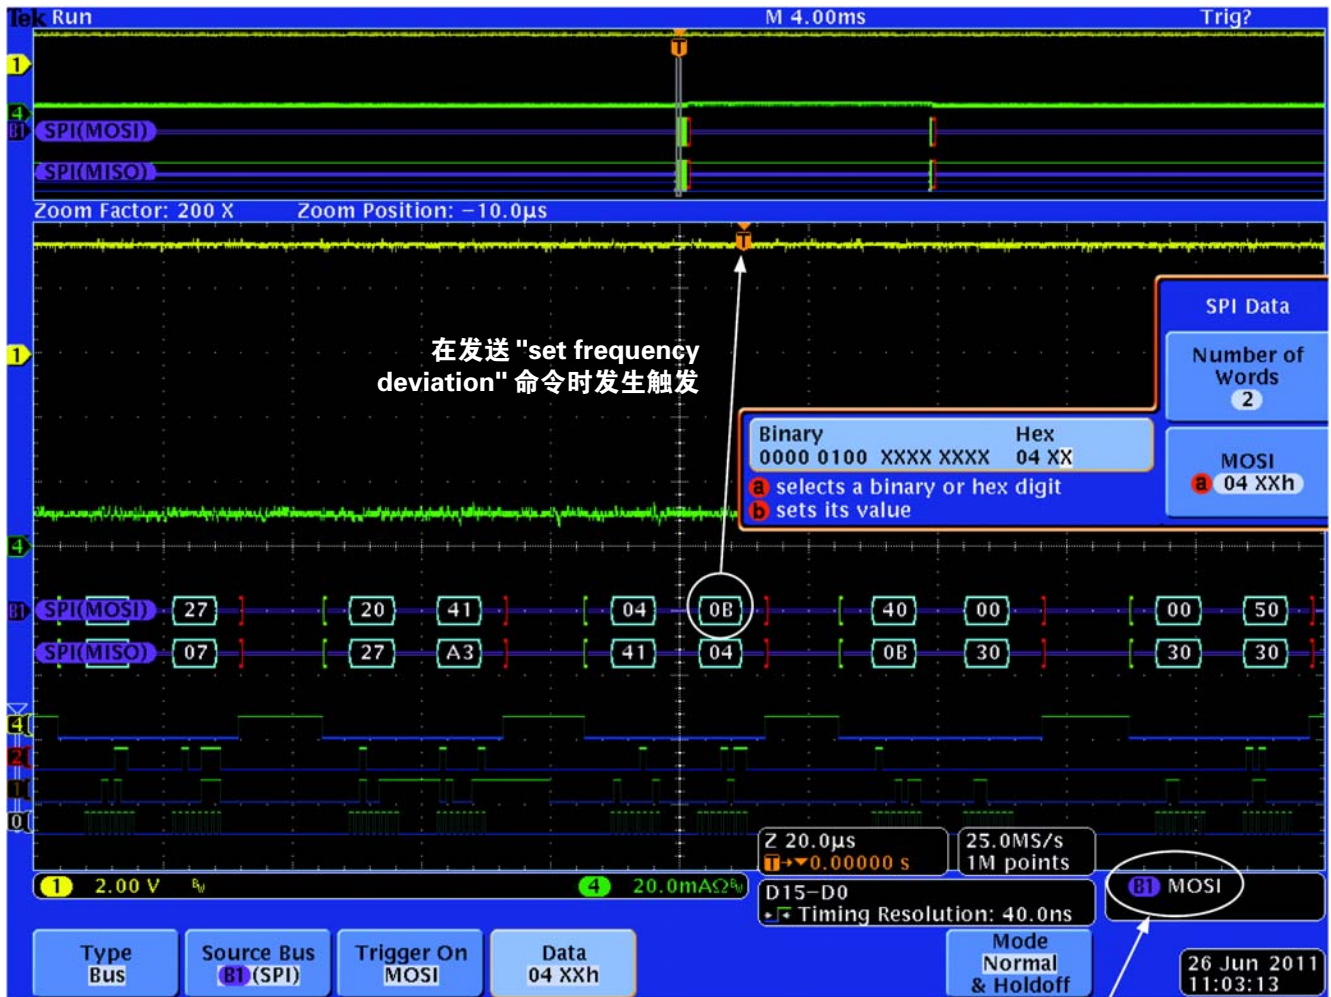 Tek Run
M 4.00ms
Trig?
T
1
4
B1
SPI(MOSI)
SPI(MISO)
Zoom Factor: 200 X
Zoom Position: −10.0µs
T
1
在发送 "set frequency
deviation" 命令时发生触发
SPI Data
Number of
Words
2
MOSI
a 04 XXh
Binary
Hex
0000 0100 XXXX XXXX
04 XX
a selects a binary or hex digit
b sets its value
4
B1 SPI(MOSI) 27 20 41 04 0B 40 00 00 50
SPI(MISO) 07 27 A3 41 04 0B 30 30 30
4
2
1
0
Z 20.0µs
T→▼0.00000 s
25.0MS/s
1M points
1 2.00 V BW
4 20.0mAΩBW
D15−D0
Timing Resolution: 40.0ns
B1 MOSI
Type
Bus
Source Bus
B1 (SPI)
Trigger On
MOSI
Data
04 XXh
Mode
Normal
& Holdoff
26 Jun 2011
11:03:13